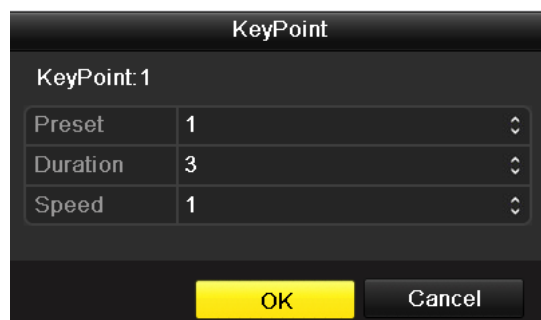 KeyPoint
KeyPoint:1
Preset 1
Duration 3
Speed 1
OK Cancel